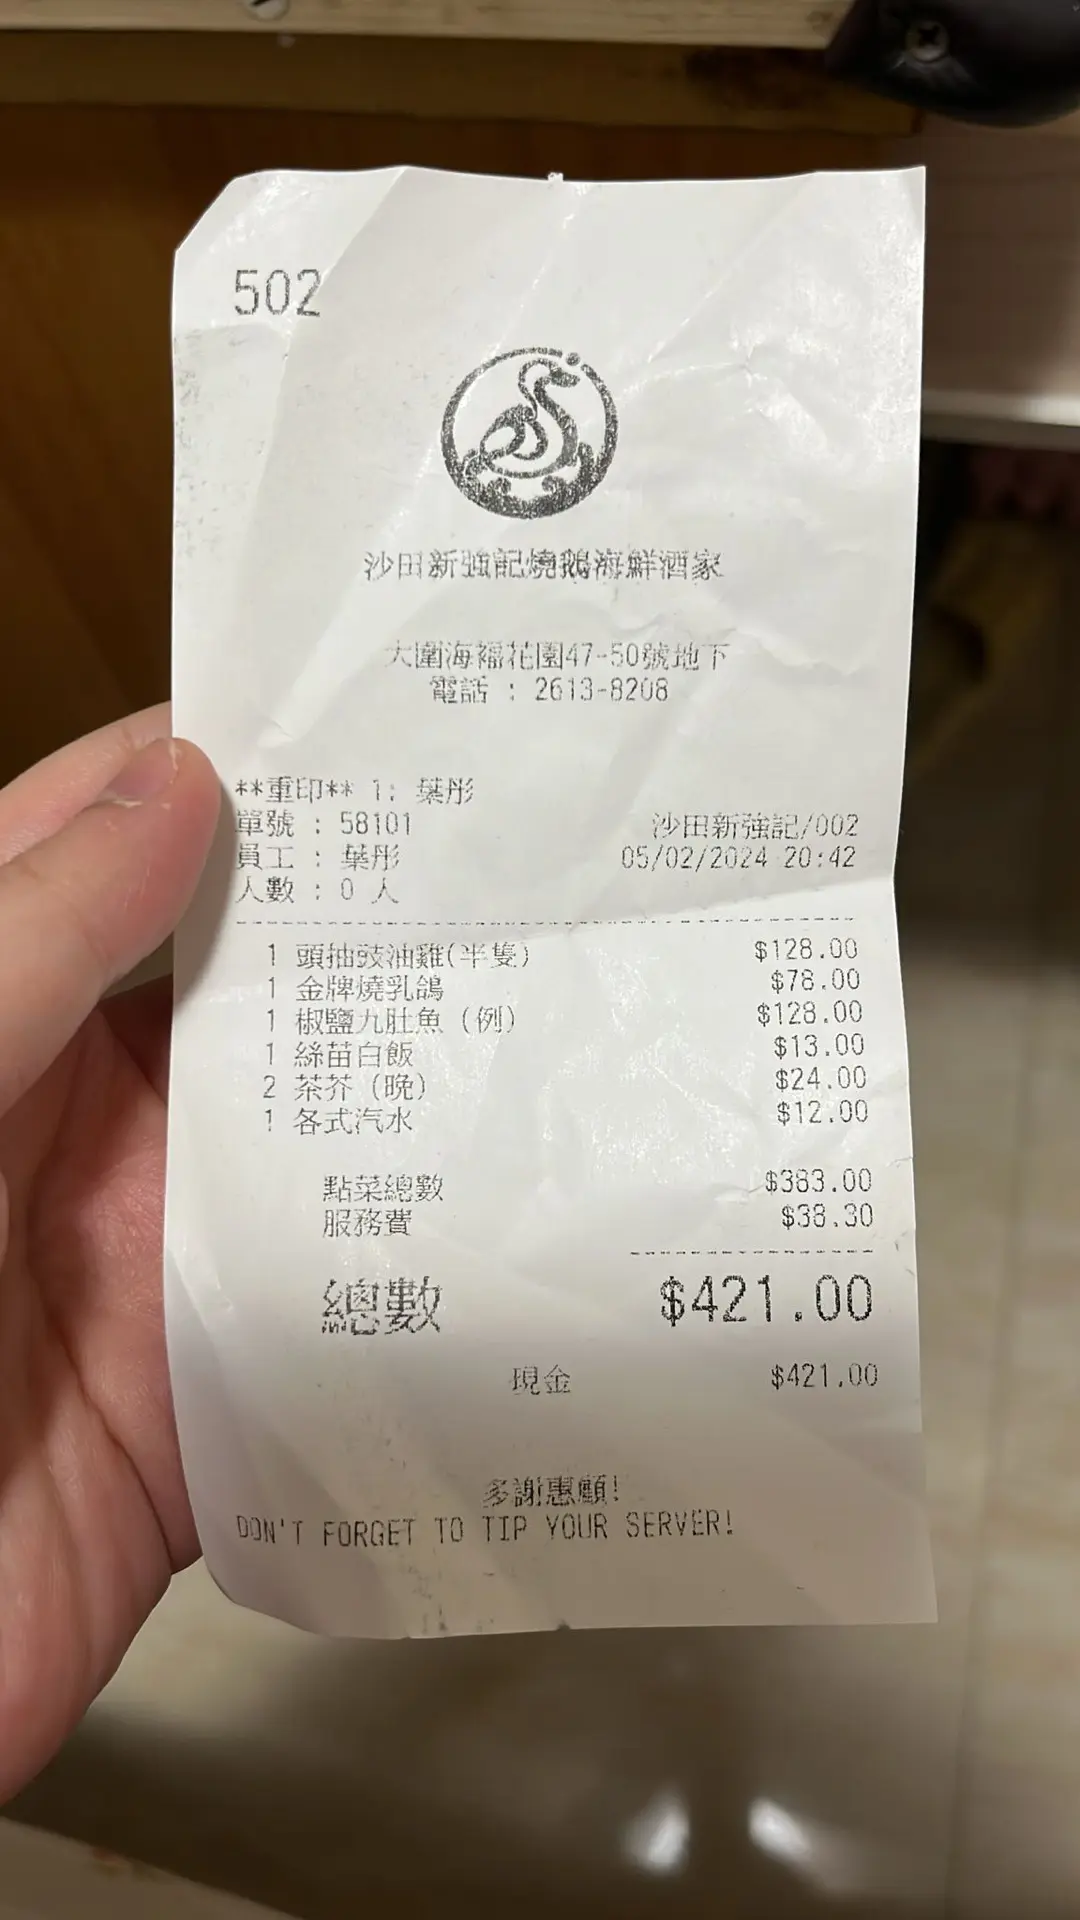 502
沙田新強記燒鵝海鮮酒家
大圍海福花園47-50號地下
電話 : 2613-8208
**重印** 1: 葉彤
單號 : 58101 沙田新強記/002
員工 : 葉彤 05/02/2024 20:42
人數 : 0 人
1 頭抽豉油雞(半隻) $128.00
1 金牌燒乳鴿 $78.00
1 椒鹽九肚魚 (例) $128.00
1 絲苗白飯 $13.00
2 茶芥 (晚) $24.00
1 各式汽水 $12.00
點菜總數 $383.00
服務費 $38.30
總數 $421.00
現金 $421.00
多謝惠顧!
DON'T FORGET TO TIP YOUR SERVER!